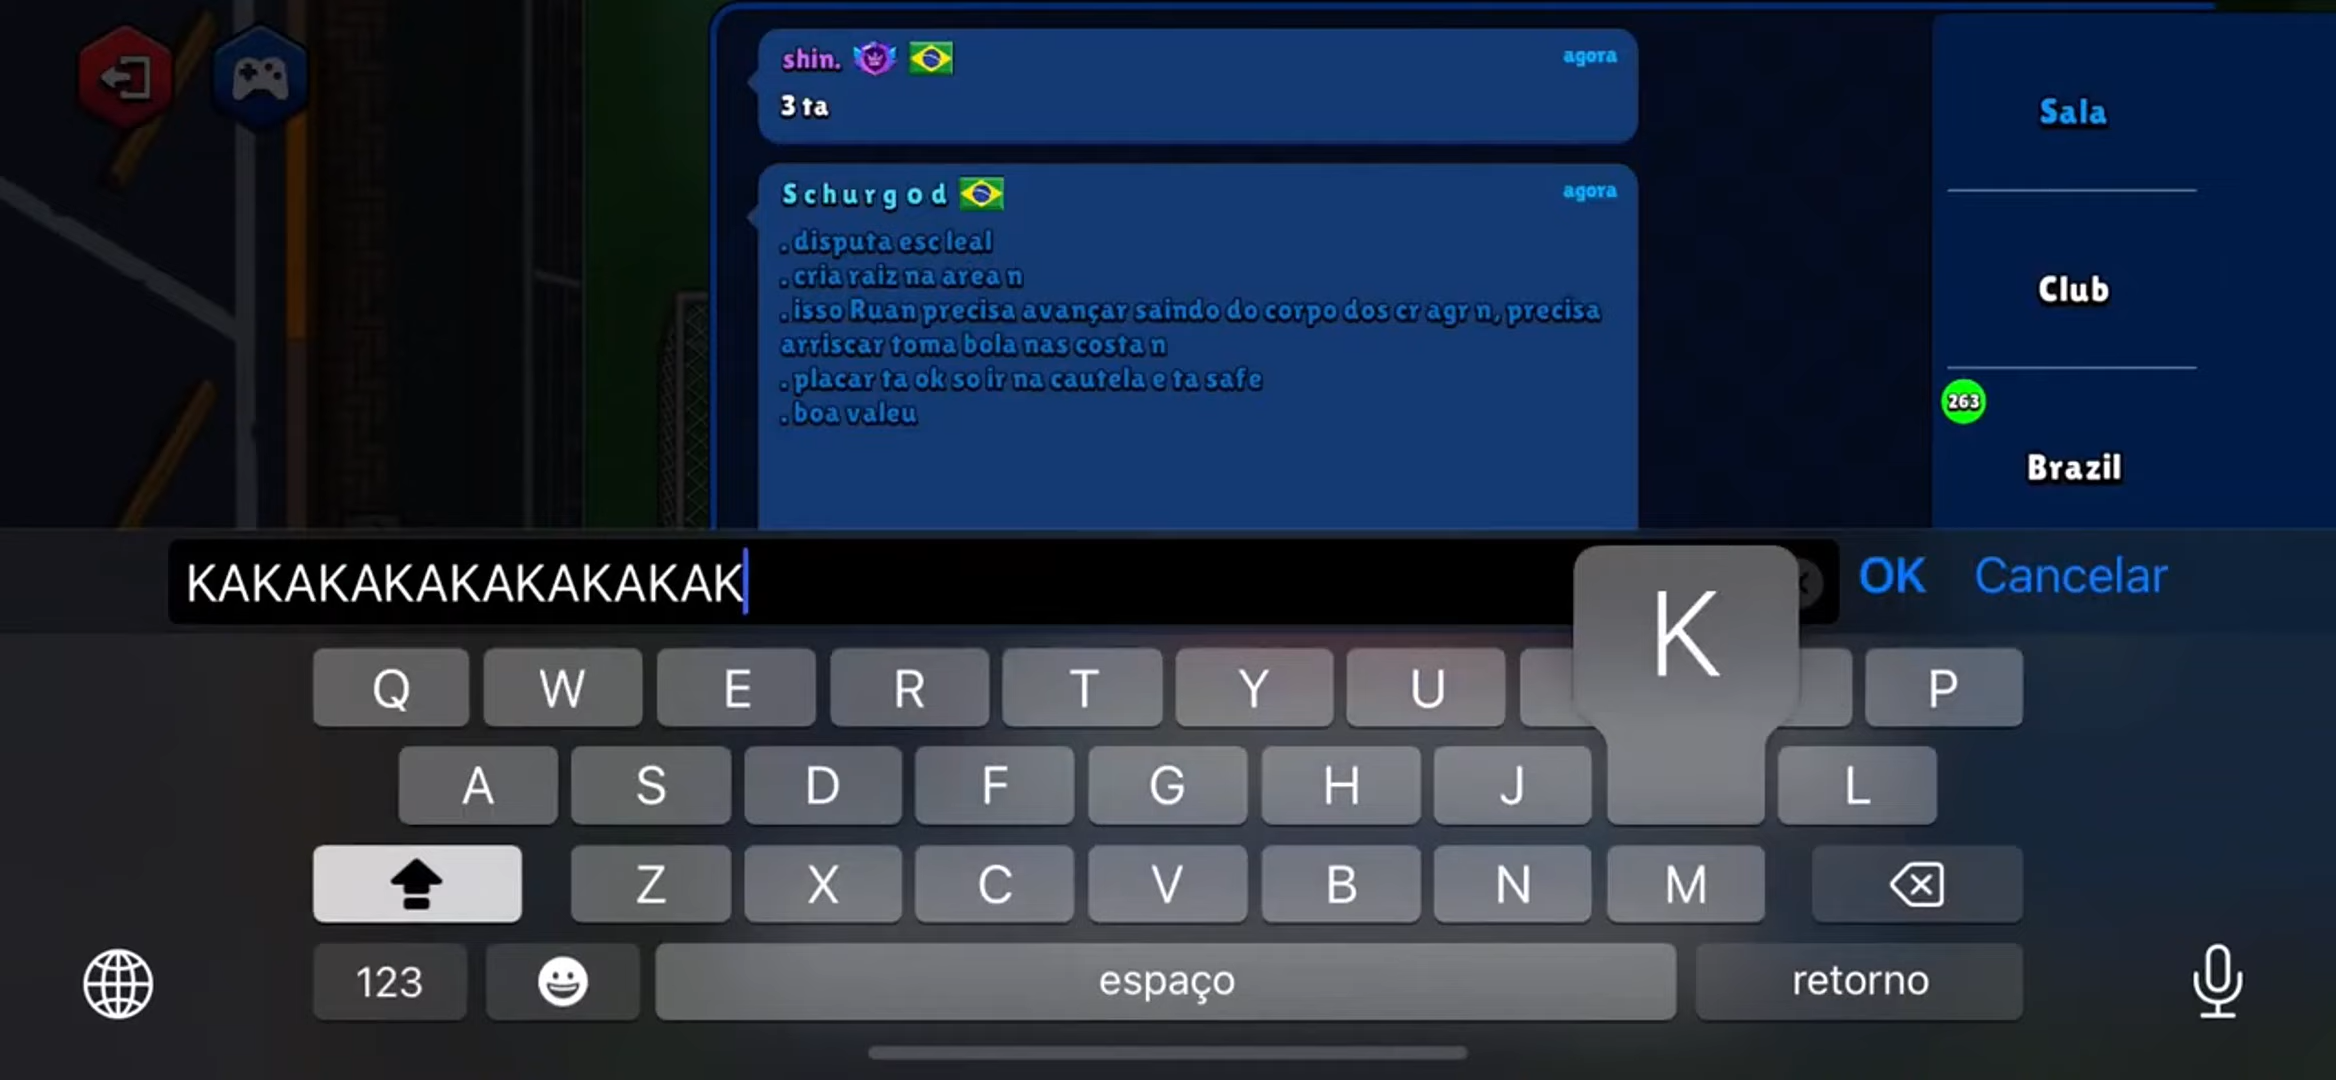 shin. agora
3 ta
Schurgod agora
. disputa esc leal
. cria raiz na area n
. isso Ruan precisa avançar saindo do corpo dos cr agr n, precisa
arriscar toma bola nas costa n
. placar ta ok so ir na cautela e ta safe
. boa valeu
Sala
Club
263
Brazil
KAKAKAKAKAKAKAKAK
OK Cancelar
K
Q W E R T Y U P
A S D F G H J L
Z X C V B N M
123 espaço retorno